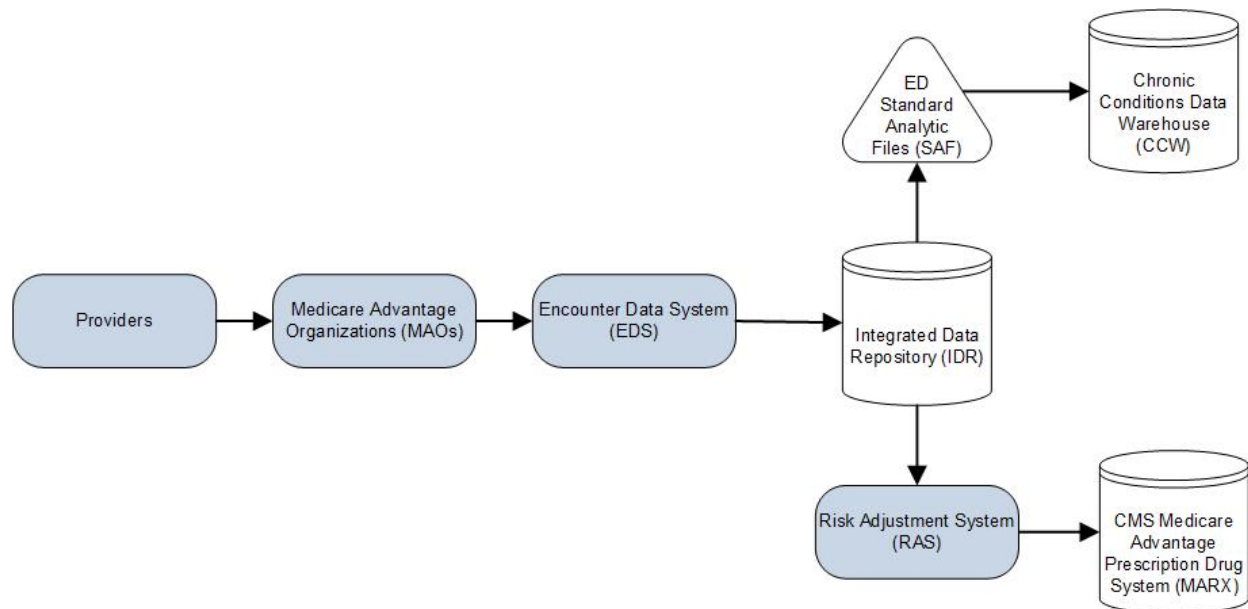 ED
Standard
Analytic
Files (SAF)
Chronic
Conditions Data
Warehouse
(CCW)
Providers
Medicare Advantage
Organizations (MAOs)
Encounter Data System
(EDS)
Integrated Data
Repository (IDR)
Risk Adjustment System
(RAS)
CMS Medicare
Advantage
Prescription Drug
System (MARX)